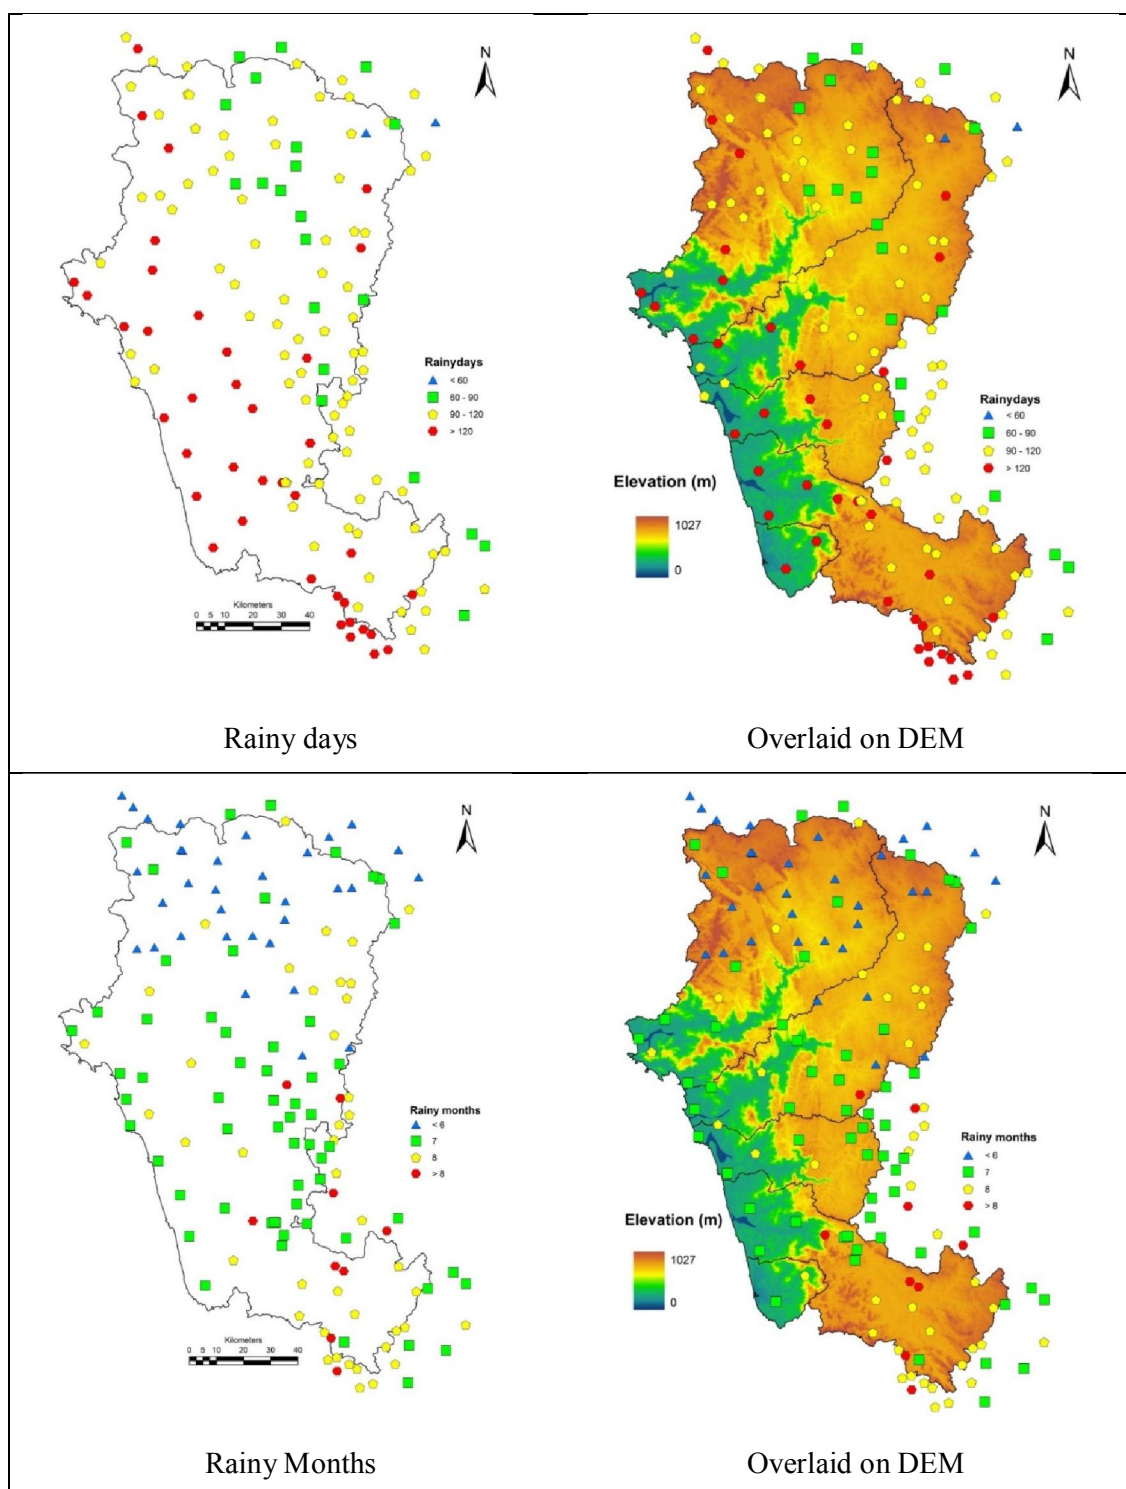 N
Rainydays
< 60
60 - 90
90 - 120
> 120
Kilometers
0 5 10 20 30 40
Rainy days
N
Rainydays
< 60
60 - 90
90 - 120
> 120
Elevation (m)
1027
0
Overlaid on DEM
N
Rainy months
< 6
7
8
> 8
Kilometers
0 5 10 20 30 40
Rainy Months
N
Rainy months
< 6
7
8
> 8
Elevation (m)
1027
0
Overlaid on DEM